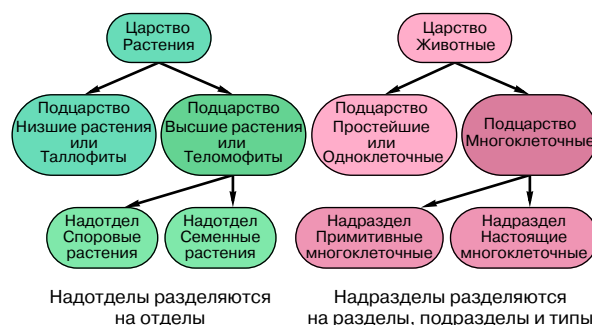 Царство
Растения
Подцарство
Низшие растения
или
Таллофиты
Подцарство
Высшие растения
или
Теломофиты
Надотдел
Споровые
растения
Надотдел
Семенные
растения
Надотделы разделяются
на отделы
Царство
Животные
Подцарство
Простейшие
или
Одноклеточные
Подцарство
Многоклеточные
Надраздел
Примитивные
многоклеточные
Надраздел
Настоящие
многоклеточные
Надразделы разделяются
на разделы, подразделы и типы